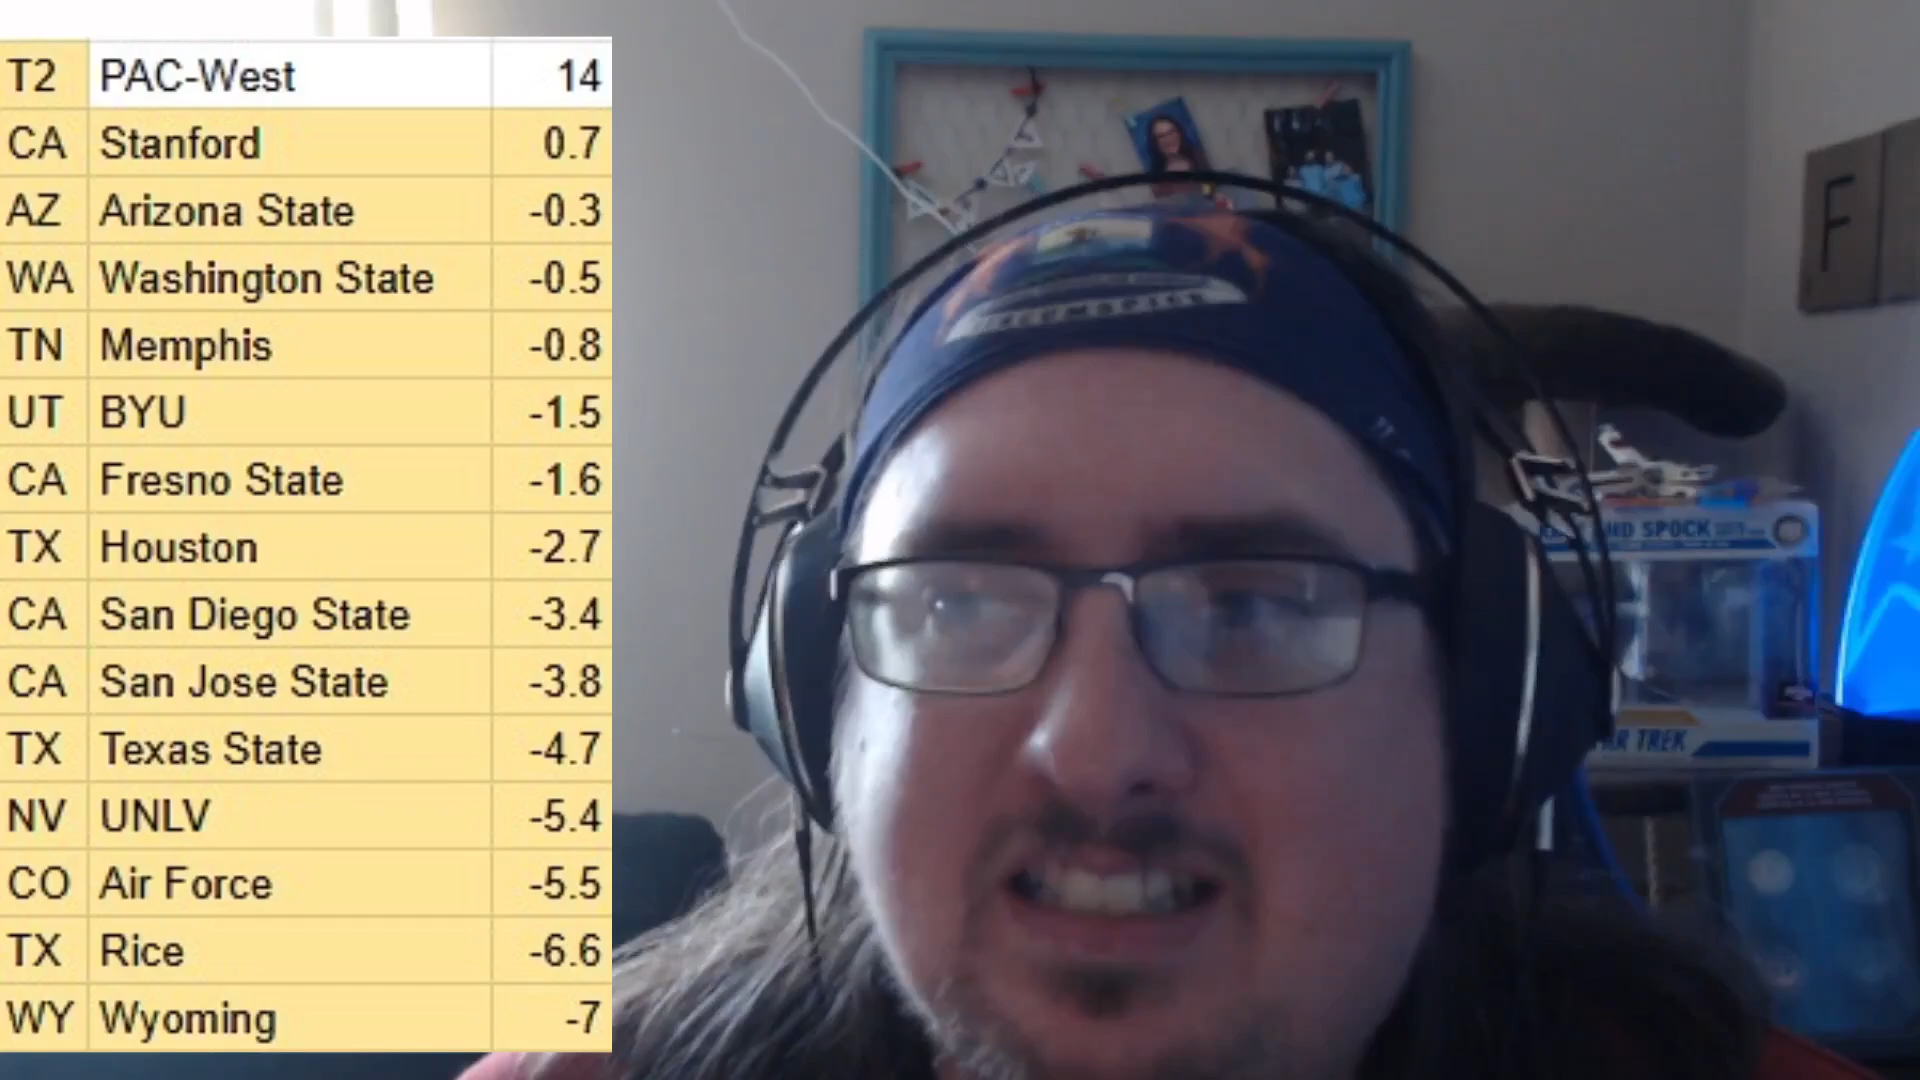 T2 PAC-West 14
CA Stanford 0.7
AZ Arizona State -0.3
WA Washington State -0.5
TN Memphis -0.8
UT BYU -1.5
CA Fresno State -1.6
TX Houston -2.7
CA San Diego State -3.4
CA San Jose State -3.8
TX Texas State -4.7
NV UNLV -5.4
CO Air Force -5.5
TX Rice -6.6
WY Wyoming -7
F
AND SPOCK
TREK